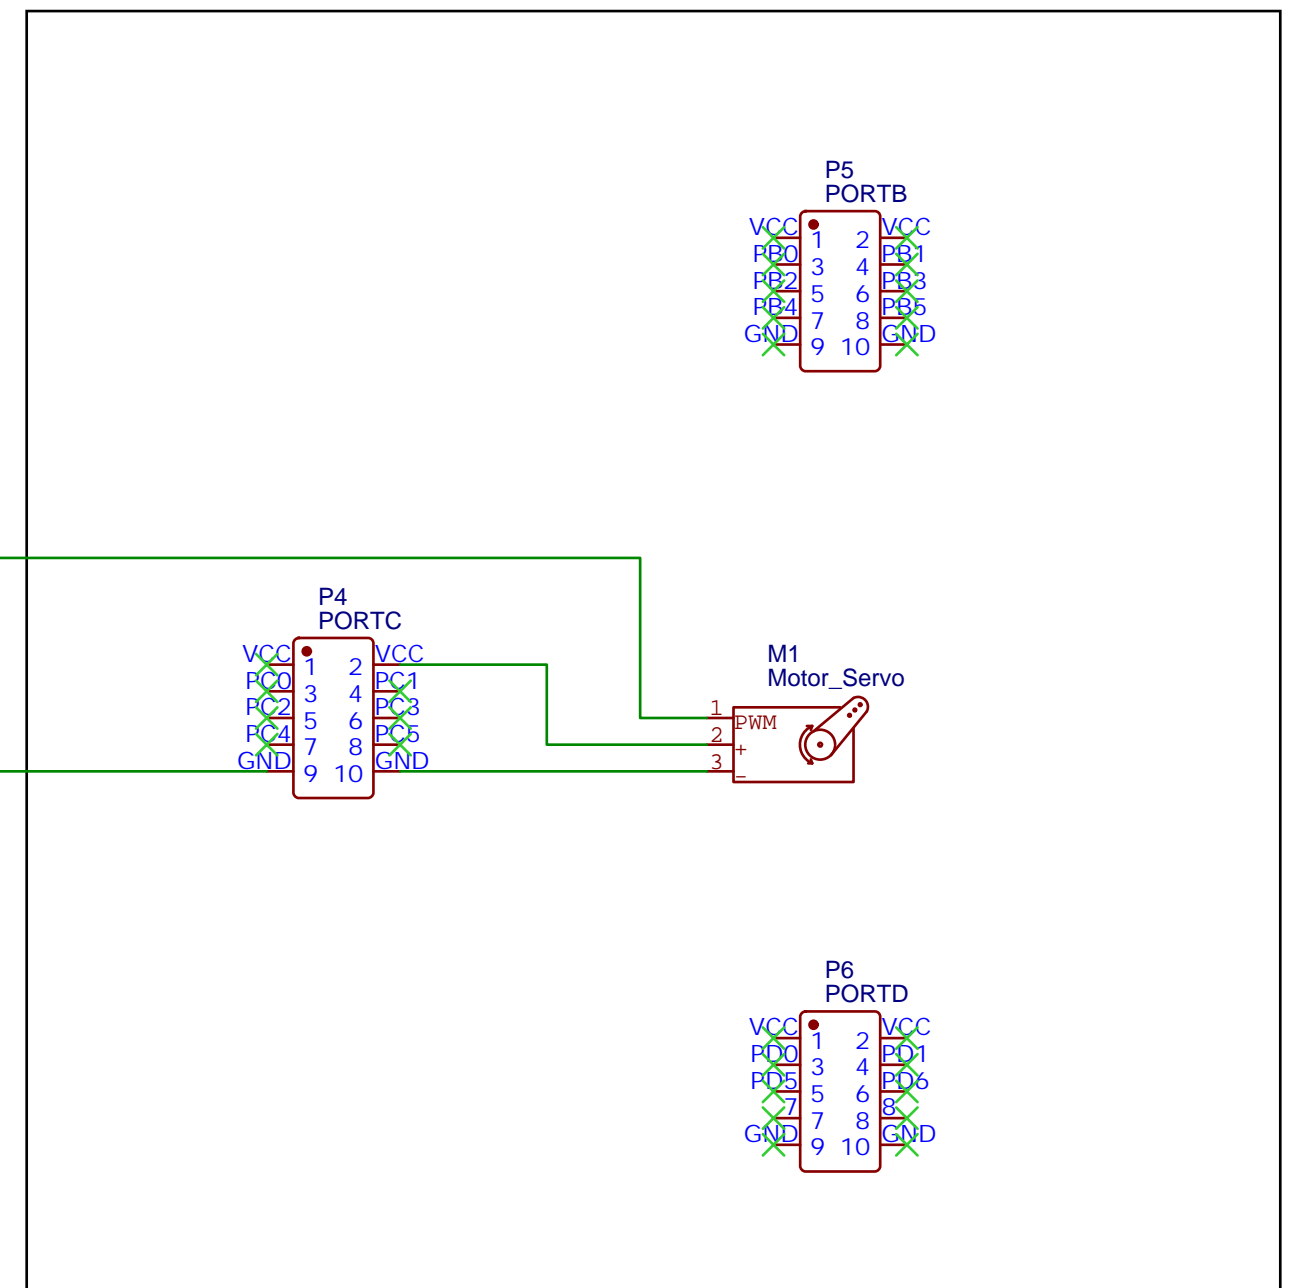 P5
PORTB
VCC 1 2 VCC
PB0 3 4 PB1
PB2 5 6 PB3
PB4 7 8 PB5
GND 9 10 GND
P4
PORTC
VCC 1 2 VCC
PC0 3 4 PC1
PC2 5 6 PC3
PC4 7 8 PC5
GND 9 10 GND
M1
Motor_Servo
1 PWM
2 +
3 -
P6
PORTD
VCC 1 2 VCC
PD0 3 4 PD1
PD5 5 6 PD6
7 7 8 8
GND 9 10 GND